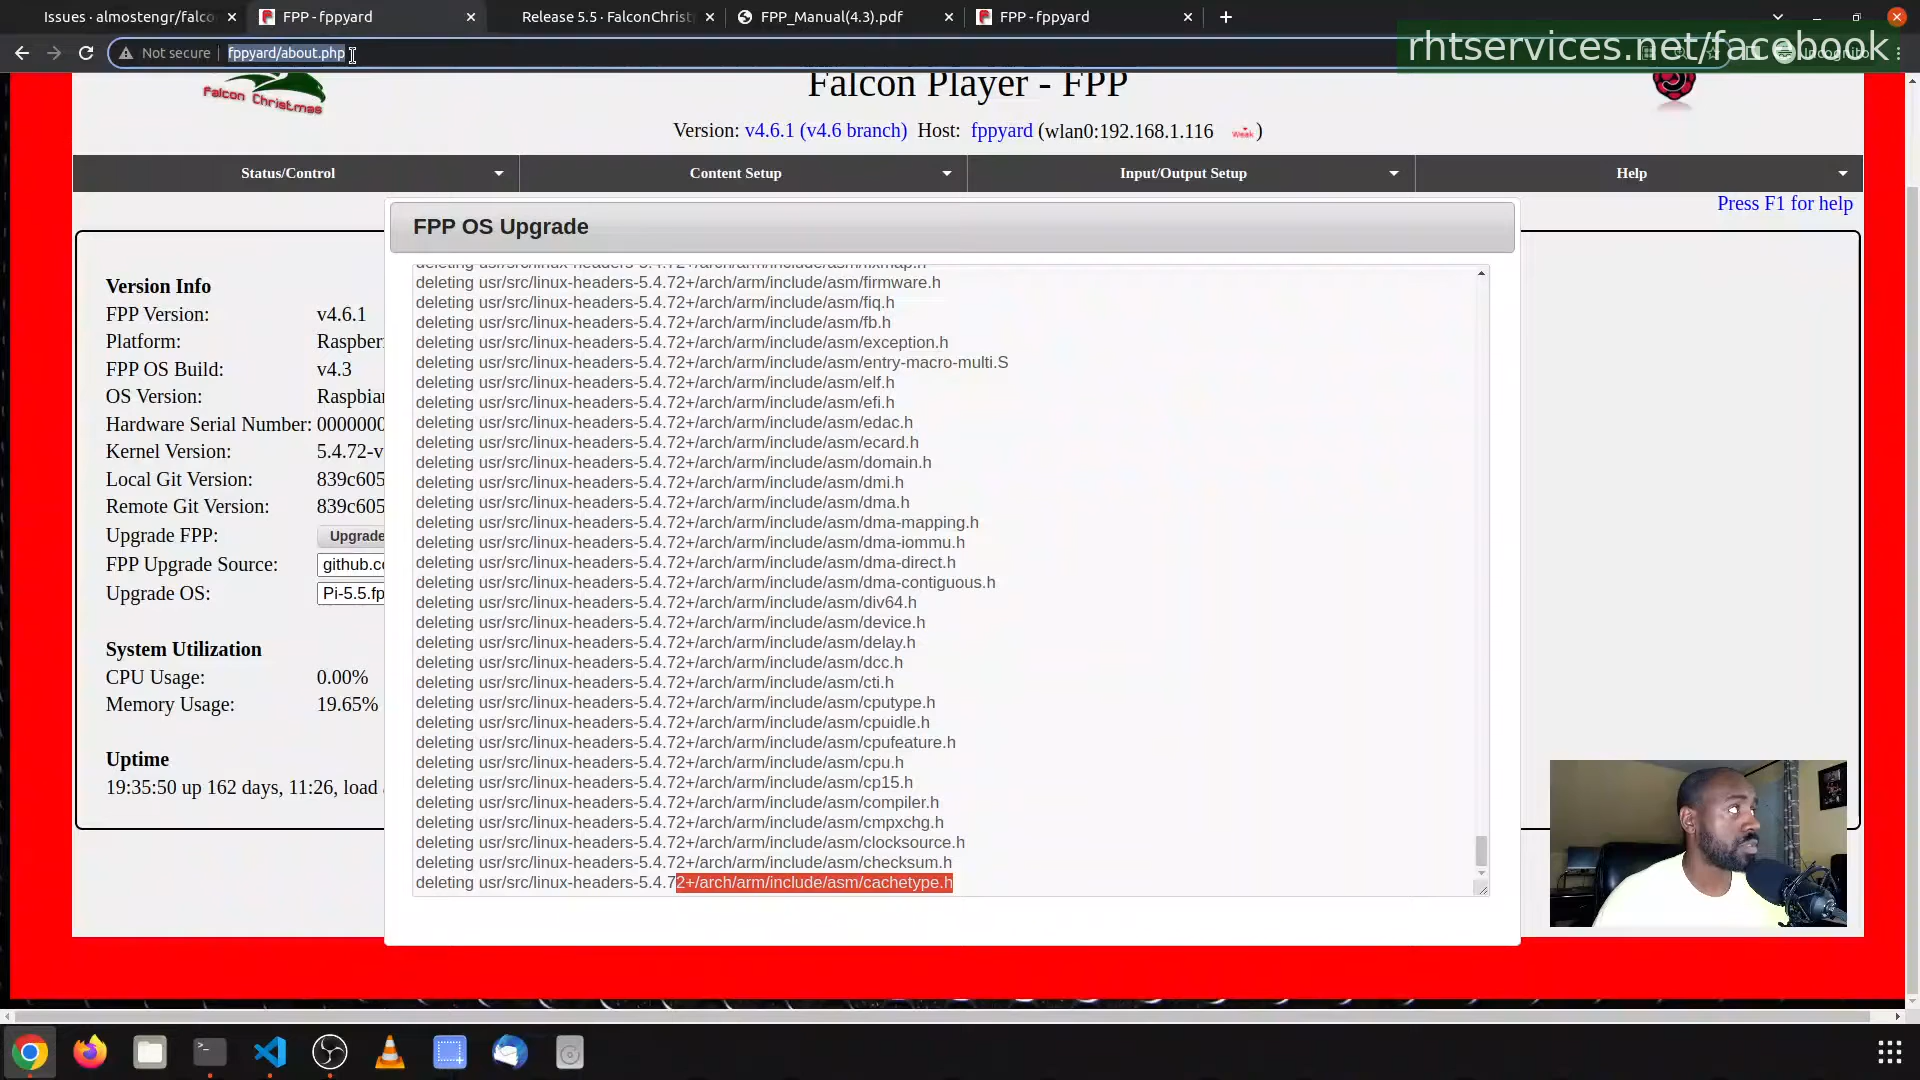 Issues · almostengr/falco
FPP - fppyard
Release 5.5 · FalconChrist
FPP_Manual(4.3).pdf
FPP - fppyard
Not secure
fppyard/about.php
rhtservices.net/facebook
Falcon Christmas
Falcon Player - FPP
Version: v4.6.1 (v4.6 branch) Host: fppyard (wlan0:192.168.1.116 Weak )
Status/Control
Content Setup
Input/Output Setup
Help
Press F1 for help
FPP OS Upgrade
Version Info
FPP Version: v4.6.1
Platform: Raspber
FPP OS Build: v4.3
OS Version: Raspbian
Hardware Serial Number: 0000000
Kernel Version: 5.4.72-v
Local Git Version: 839c605
Remote Git Version: 839c605
Upgrade FPP: Upgrade
FPP Upgrade Source: github.co
Upgrade OS: Pi-5.5.fp
System Utilization
CPU Usage: 0.00%
Memory Usage: 19.65%
Uptime
19:35:50 up 162 days, 11:26, load
deleting usr/src/linux-headers-5.4.72+/arch/arm/include/asm/fixmap.h
deleting usr/src/linux-headers-5.4.72+/arch/arm/include/asm/firmware.h
deleting usr/src/linux-headers-5.4.72+/arch/arm/include/asm/fiq.h
deleting usr/src/linux-headers-5.4.72+/arch/arm/include/asm/fb.h
deleting usr/src/linux-headers-5.4.72+/arch/arm/include/asm/exception.h
deleting usr/src/linux-headers-5.4.72+/arch/arm/include/asm/entry-macro-multi.S
deleting usr/src/linux-headers-5.4.72+/arch/arm/include/asm/elf.h
deleting usr/src/linux-headers-5.4.72+/arch/arm/include/asm/efi.h
deleting usr/src/linux-headers-5.4.72+/arch/arm/include/asm/edac.h
deleting usr/src/linux-headers-5.4.72+/arch/arm/include/asm/ecard.h
deleting usr/src/linux-headers-5.4.72+/arch/arm/include/asm/domain.h
deleting usr/src/linux-headers-5.4.72+/arch/arm/include/asm/dmi.h
deleting usr/src/linux-headers-5.4.72+/arch/arm/include/asm/dma.h
deleting usr/src/linux-headers-5.4.72+/arch/arm/include/asm/dma-mapping.h
deleting usr/src/linux-headers-5.4.72+/arch/arm/include/asm/dma-iommu.h
deleting usr/src/linux-headers-5.4.72+/arch/arm/include/asm/dma-direct.h
deleting usr/src/linux-headers-5.4.72+/arch/arm/include/asm/dma-contiguous.h
deleting usr/src/linux-headers-5.4.72+/arch/arm/include/asm/div64.h
deleting usr/src/linux-headers-5.4.72+/arch/arm/include/asm/device.h
deleting usr/src/linux-headers-5.4.72+/arch/arm/include/asm/delay.h
deleting usr/src/linux-headers-5.4.72+/arch/arm/include/asm/dcc.h
deleting usr/src/linux-headers-5.4.72+/arch/arm/include/asm/cti.h
deleting usr/src/linux-headers-5.4.72+/arch/arm/include/asm/cputype.h
deleting usr/src/linux-headers-5.4.72+/arch/arm/include/asm/cpuidle.h
deleting usr/src/linux-headers-5.4.72+/arch/arm/include/asm/cpufeature.h
deleting usr/src/linux-headers-5.4.72+/arch/arm/include/asm/cpu.h
deleting usr/src/linux-headers-5.4.72+/arch/arm/include/asm/cp15.h
deleting usr/src/linux-headers-5.4.72+/arch/arm/include/asm/compiler.h
deleting usr/src/linux-headers-5.4.72+/arch/arm/include/asm/cmpxchg.h
deleting usr/src/linux-headers-5.4.72+/arch/arm/include/asm/clocksource.h
deleting usr/src/linux-headers-5.4.72+/arch/arm/include/asm/checksum.h
deleting usr/src/linux-headers-5.4.72+/arch/arm/include/asm/cachetype.h